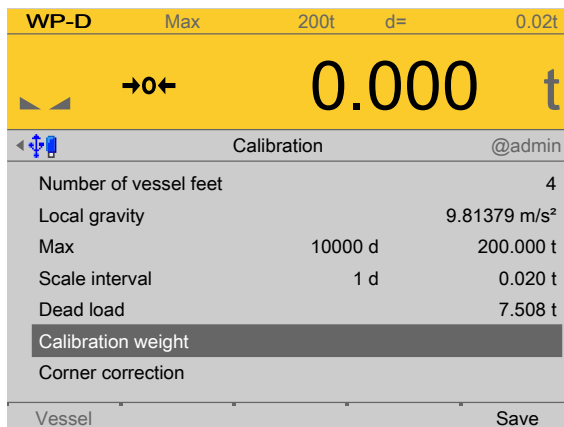 WP-D Max 200t d= 0.02t
→0← 0.000 t
Calibration @admin
Number of vessel feet 4
Local gravity 9.81379 m/s²
Max 10000 d 200.000 t
Scale interval 1 d 0.020 t
Dead load 7.508 t
Calibration weight
Corner correction
Vessel Save